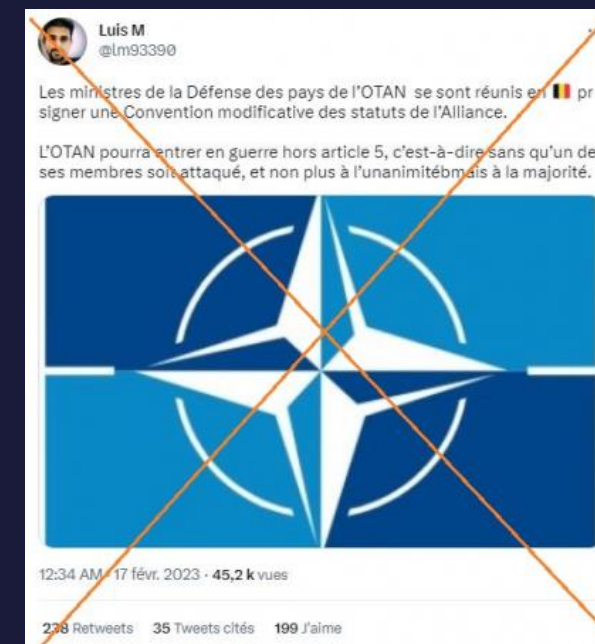 Luis M
@lm93390
Les ministres de la Défense des pays de l'OTAN se sont réunis en pr
signer une Convention modificative des statuts de l'Alliance.
L'OTAN pourra entrer en guerre hors article 5, c'est-à-dire sans qu'un de
ses membres soit attaqué, et non plus à l'unanimitébmais à la majorité.
12:34 AM · 17 févr. 2023 · 45,2 k vues
238 Retweets 35 Tweets cités 199 J'aime